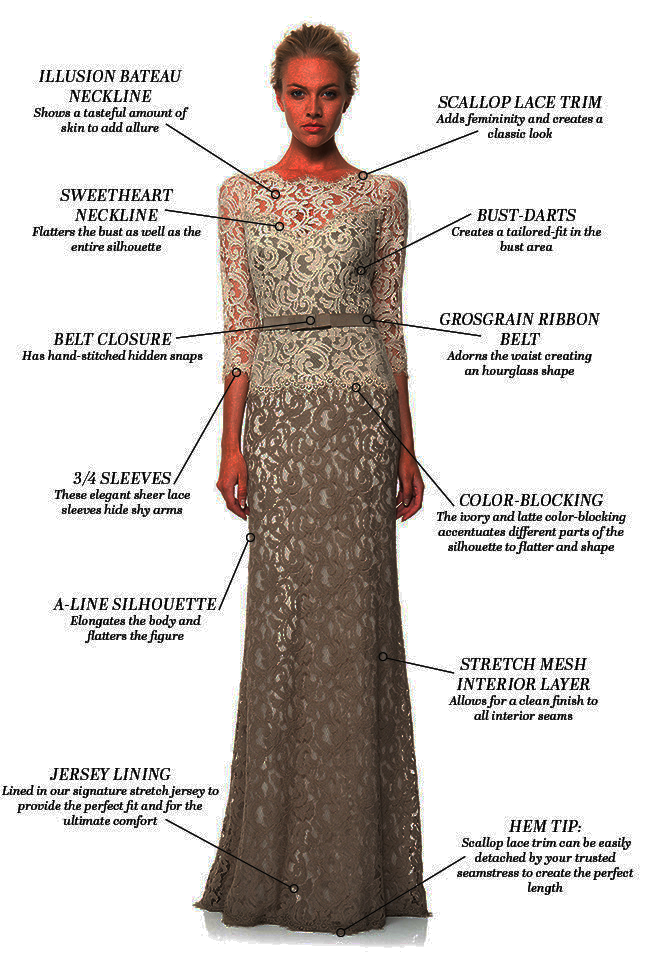 ILLUSION BATEAU
NECKLINE
Shows a tasteful amount of
skin to add allure
SCALLOP LACE TRIM
Adds femininity and creates a
classic look
SWEETHEART
NECKLINE
Flatters the bust as well as the
entire silhouette
BUST-DARTS
Creates a tailored-fit in the
bust area
BELT CLOSURE
Has hand-stitched hidden snaps
GROSGRAIN RIBBON
BELT
Adorns the waist creating
an hourglass shape
3/4 SLEEVES
These elegant sheer lace
sleeves hide shy arms
COLOR-BLOCKING
The ivory and latte color-blocking
accentuates different parts of the
silhouette to flatter and shape
A-LINE SILHOUETTE
Elongates the body and
flatters the figure
STRETCH MESH
INTERIOR LAYER
Allows for a clean finish to
all interior seams
JERSEY LINING
Lined in our signature stretch jersey to
provide the perfect fit and for the
ultimate comfort
HEM TIP:
Scallop lace trim can be easily
detached by your trusted
seamstress to create the perfect
length